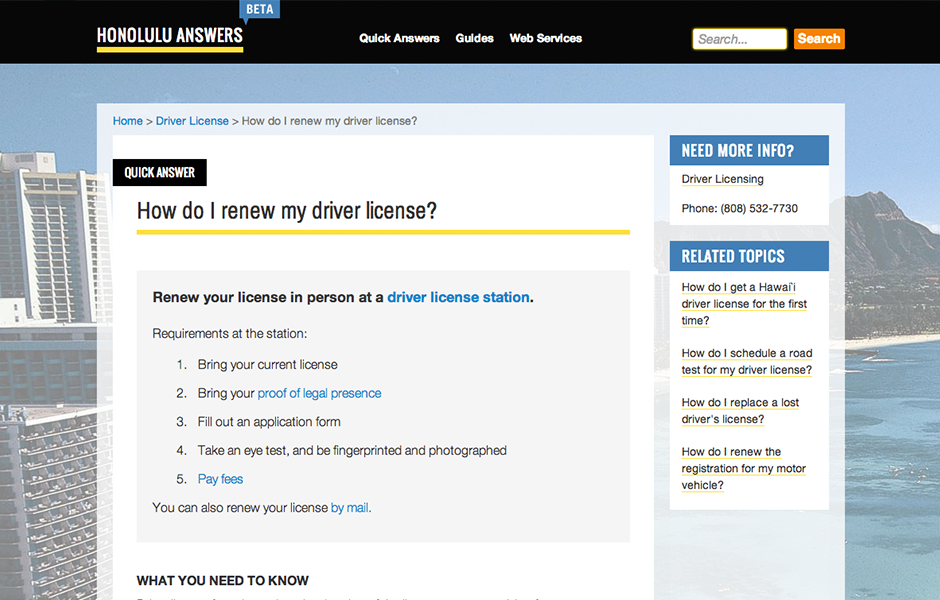 BETA
HONOLULU ANSWERS
Quick Answers Guides Web Services
Search... Search
Home > Driver License > How do I renew my driver license?
QUICK ANSWER
How do I renew my driver license?
Renew your license in person at a driver license station.
Requirements at the station:
1. Bring your current license
2. Bring your proof of legal presence
3. Fill out an application form
4. Take an eye test, and be fingerprinted and photographed
5. Pay fees
You can also renew your license by mail.
WHAT YOU NEED TO KNOW
NEED MORE INFO?
Driver Licensing
Phone: (808) 532-7730
RELATED TOPICS
How do I get a Hawai`i
driver license for the first
time?
How do I schedule a road
test for my driver license?
How do I replace a lost
driver's license?
How do I renew the
registration for my motor
vehicle?